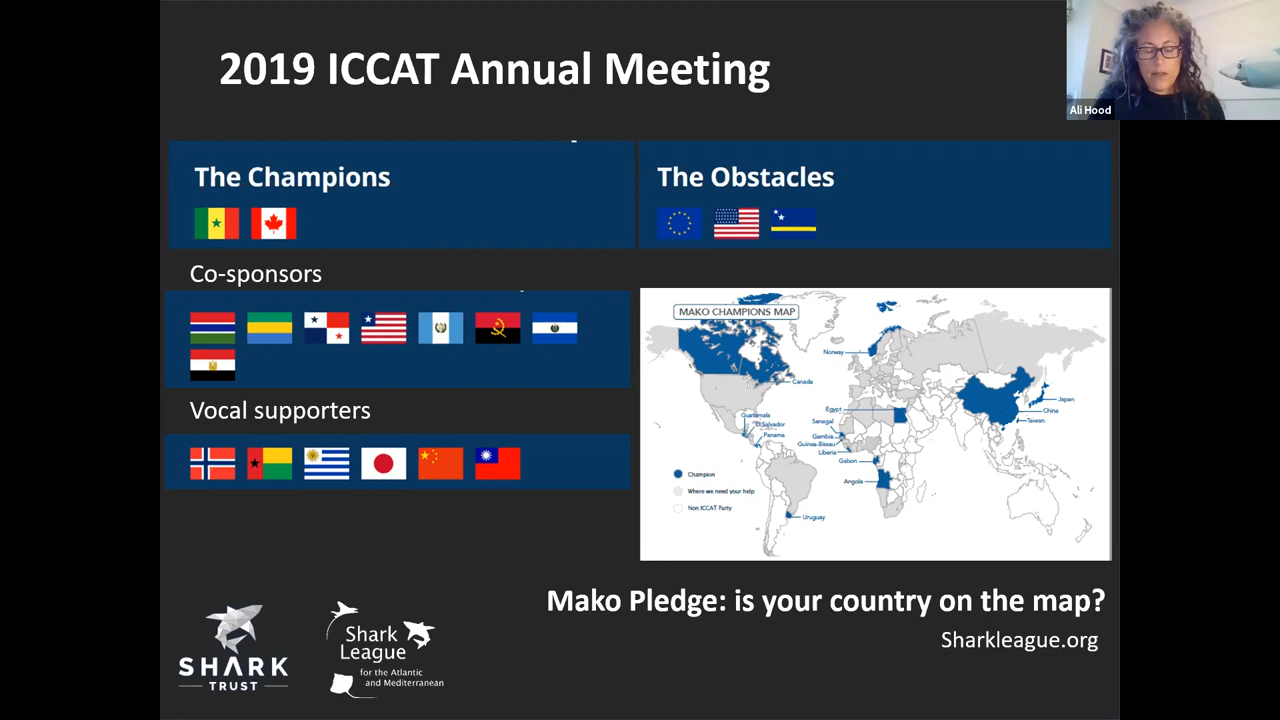 2019 ICCAT Annual Meeting
Ali Hood
The Champions
The Obstacles
Co-sponsors
Vocal supporters
MAKO CHAMPIONS MAP
Norway
Canada
Guatemala
El Salvador
Panama
Egypt
Senegal
Gambia
Guinea-Bissau
Liberia
Gabon
Angola
Uruguay
Japan
China
Taiwan
Champion
Where we need your help
Non ICCAT Party
Mako Pledge: is your country on the map?
Sharkleague.org
SHARK
TRUST
Shark
League
for the Atlantic
and Mediterranean